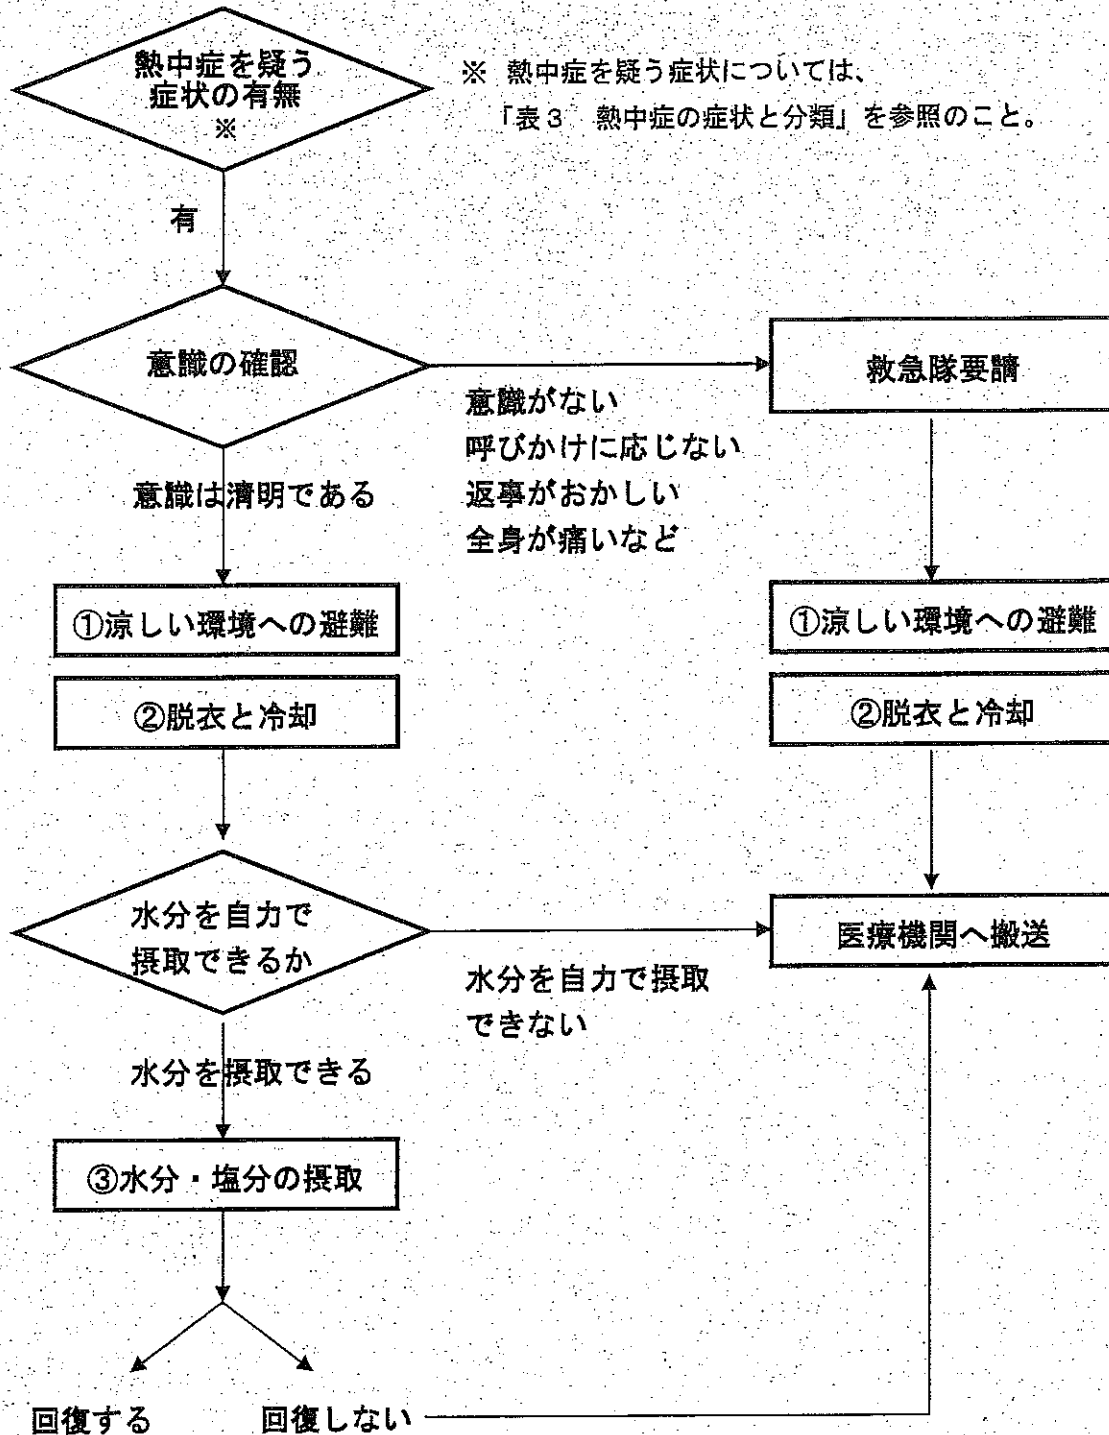 熱中症を疑う
症状の有無
※
※ 熱中症を疑う症状については、
「表３ 熱中症の症状と分類」を参照のこと。
有
意識の確認
救急隊要請
意識がない
呼びかけに応じない
返事がおかしい
全身が痛いなど
意識は清明である
①涼しい環境への避難
①涼しい環境への避難
②脱衣と冷却
②脱衣と冷却
水分を自力で
摂取できるか
医療機関へ搬送
水分を自力で摂取
できない
水分を摂取できる
③水分・塩分の摂取
回復する
回復しない